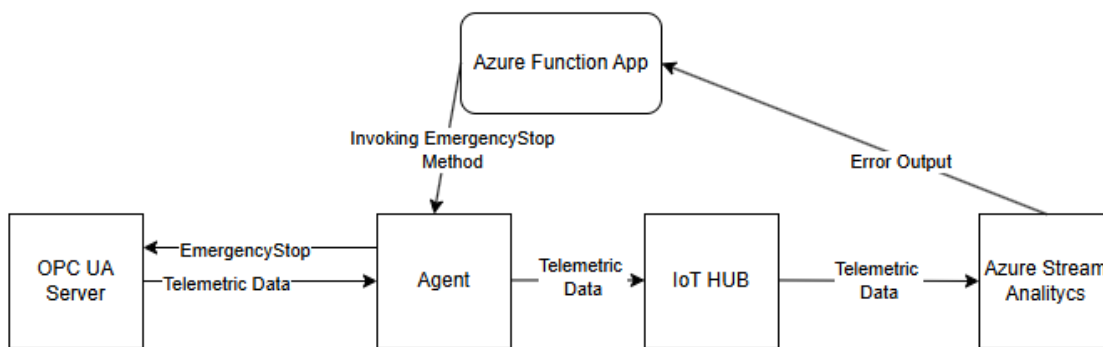 Azure Function App
Invoking EmergencyStop
Method
Error Output
OPC UA
Server
EmergencyStop
Telemetric Data
Agent
Telemetric
Data
IoT HUB
Telemetric
Data
Azure Stream
Analitycs